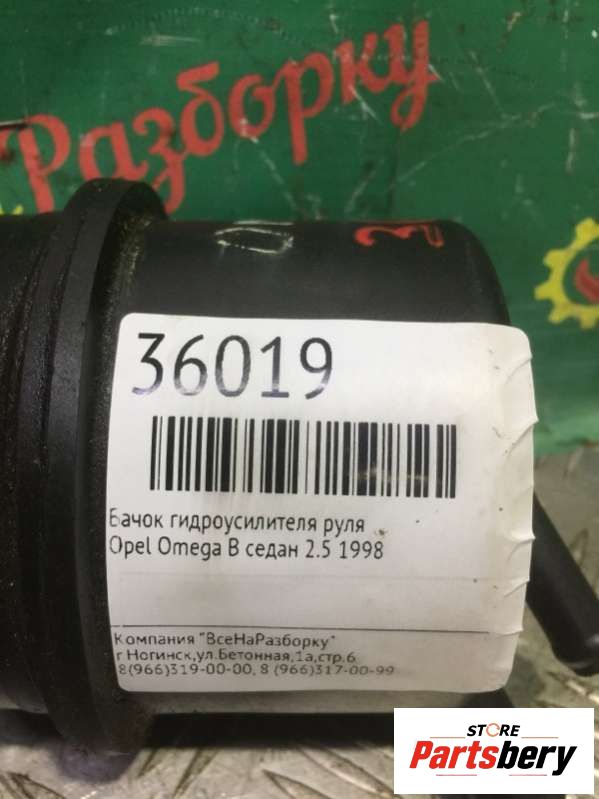 Разборку
36019
Бачок гидроусилителя руля
Opel Omega B седан 2.5 1998
Компания "ВсеНаРазборку"
г.Ногинск,ул.Бетонная,1а,стр.6
8(966)319-00-00, 8 (966)317-00-99
STORE
Partsbery